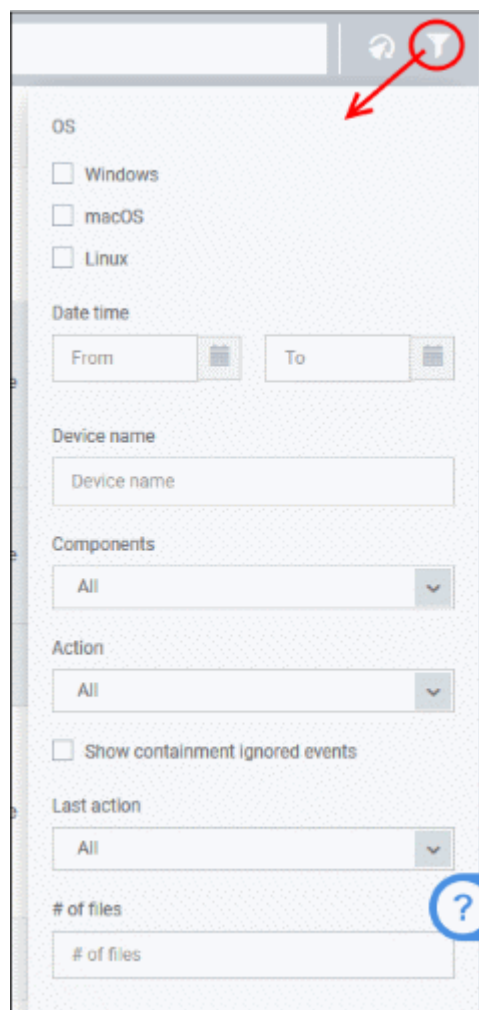 OS
Windows
macOS
Linux
Date time
From To
Device name
Device name
Components
All
Action
All
Show containment ignored events
Last action
All
?
# of files
# of files